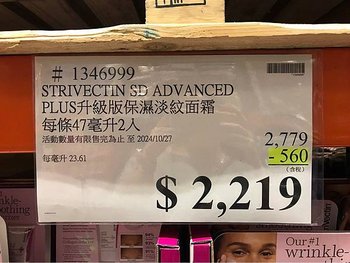 # 1346999
STRIVECTIN SD ADVANCED
PLUS升級版保濕淡紋面霜
每條47毫升2入
活動數量有限售完為止 至 2024/10/27
2,779
- 560
每毫升 23.61
(含稅)
$ 2,219
Our #1
wrinkle-